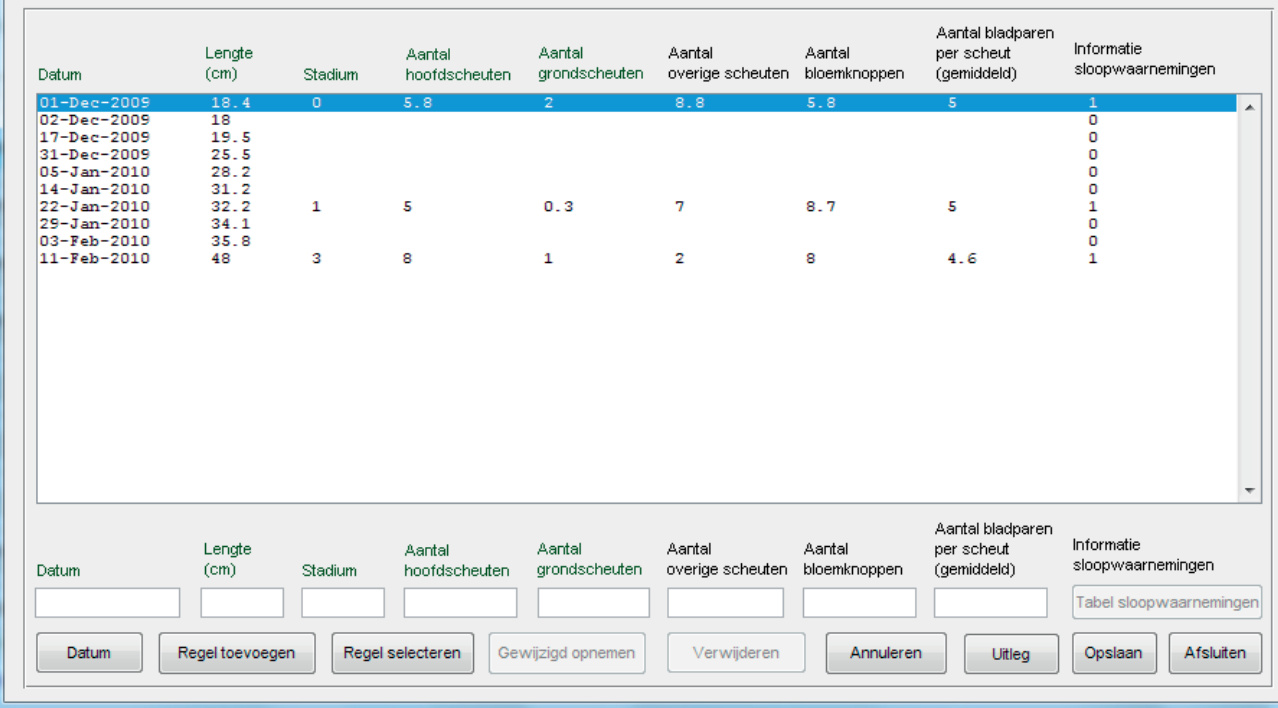 Datum Lengte (cm) Stadium Aantal hoofdscheuten Aantal grondscheuten Aantal overige scheuten Aantal bloemknoppen Aantal bladparen per scheut (gemiddeld) Informatie sloopwaarnemingen
01-Dec-2009 18.4 0 5.8 2 8.8 5.8 5 1
02-Dec-2009 18 0
17-Dec-2009 19.5 0
31-Dec-2009 25.5 0
05-Jan-2010 28.2 0
14-Jan-2010 31.2 0
22-Jan-2010 32.2 1 5 0.3 7 8.7 5 1
29-Jan-2010 34.1 0
03-Feb-2010 35.8 0
11-Feb-2010 48 3 8 1 2 8 4.6 1
Datum Lengte (cm) Stadium Aantal hoofdscheuten Aantal grondscheuten Aantal overige scheuten Aantal bloemknoppen Aantal bladparen per scheut (gemiddeld) Informatie sloopwaarnemingen
Tabel sloopwaarnemingen
Datum Regel toevoegen Regel selecteren Gewijzigd opnemen Verwijderen Annuleren Uitleg Opslaan Afsluiten